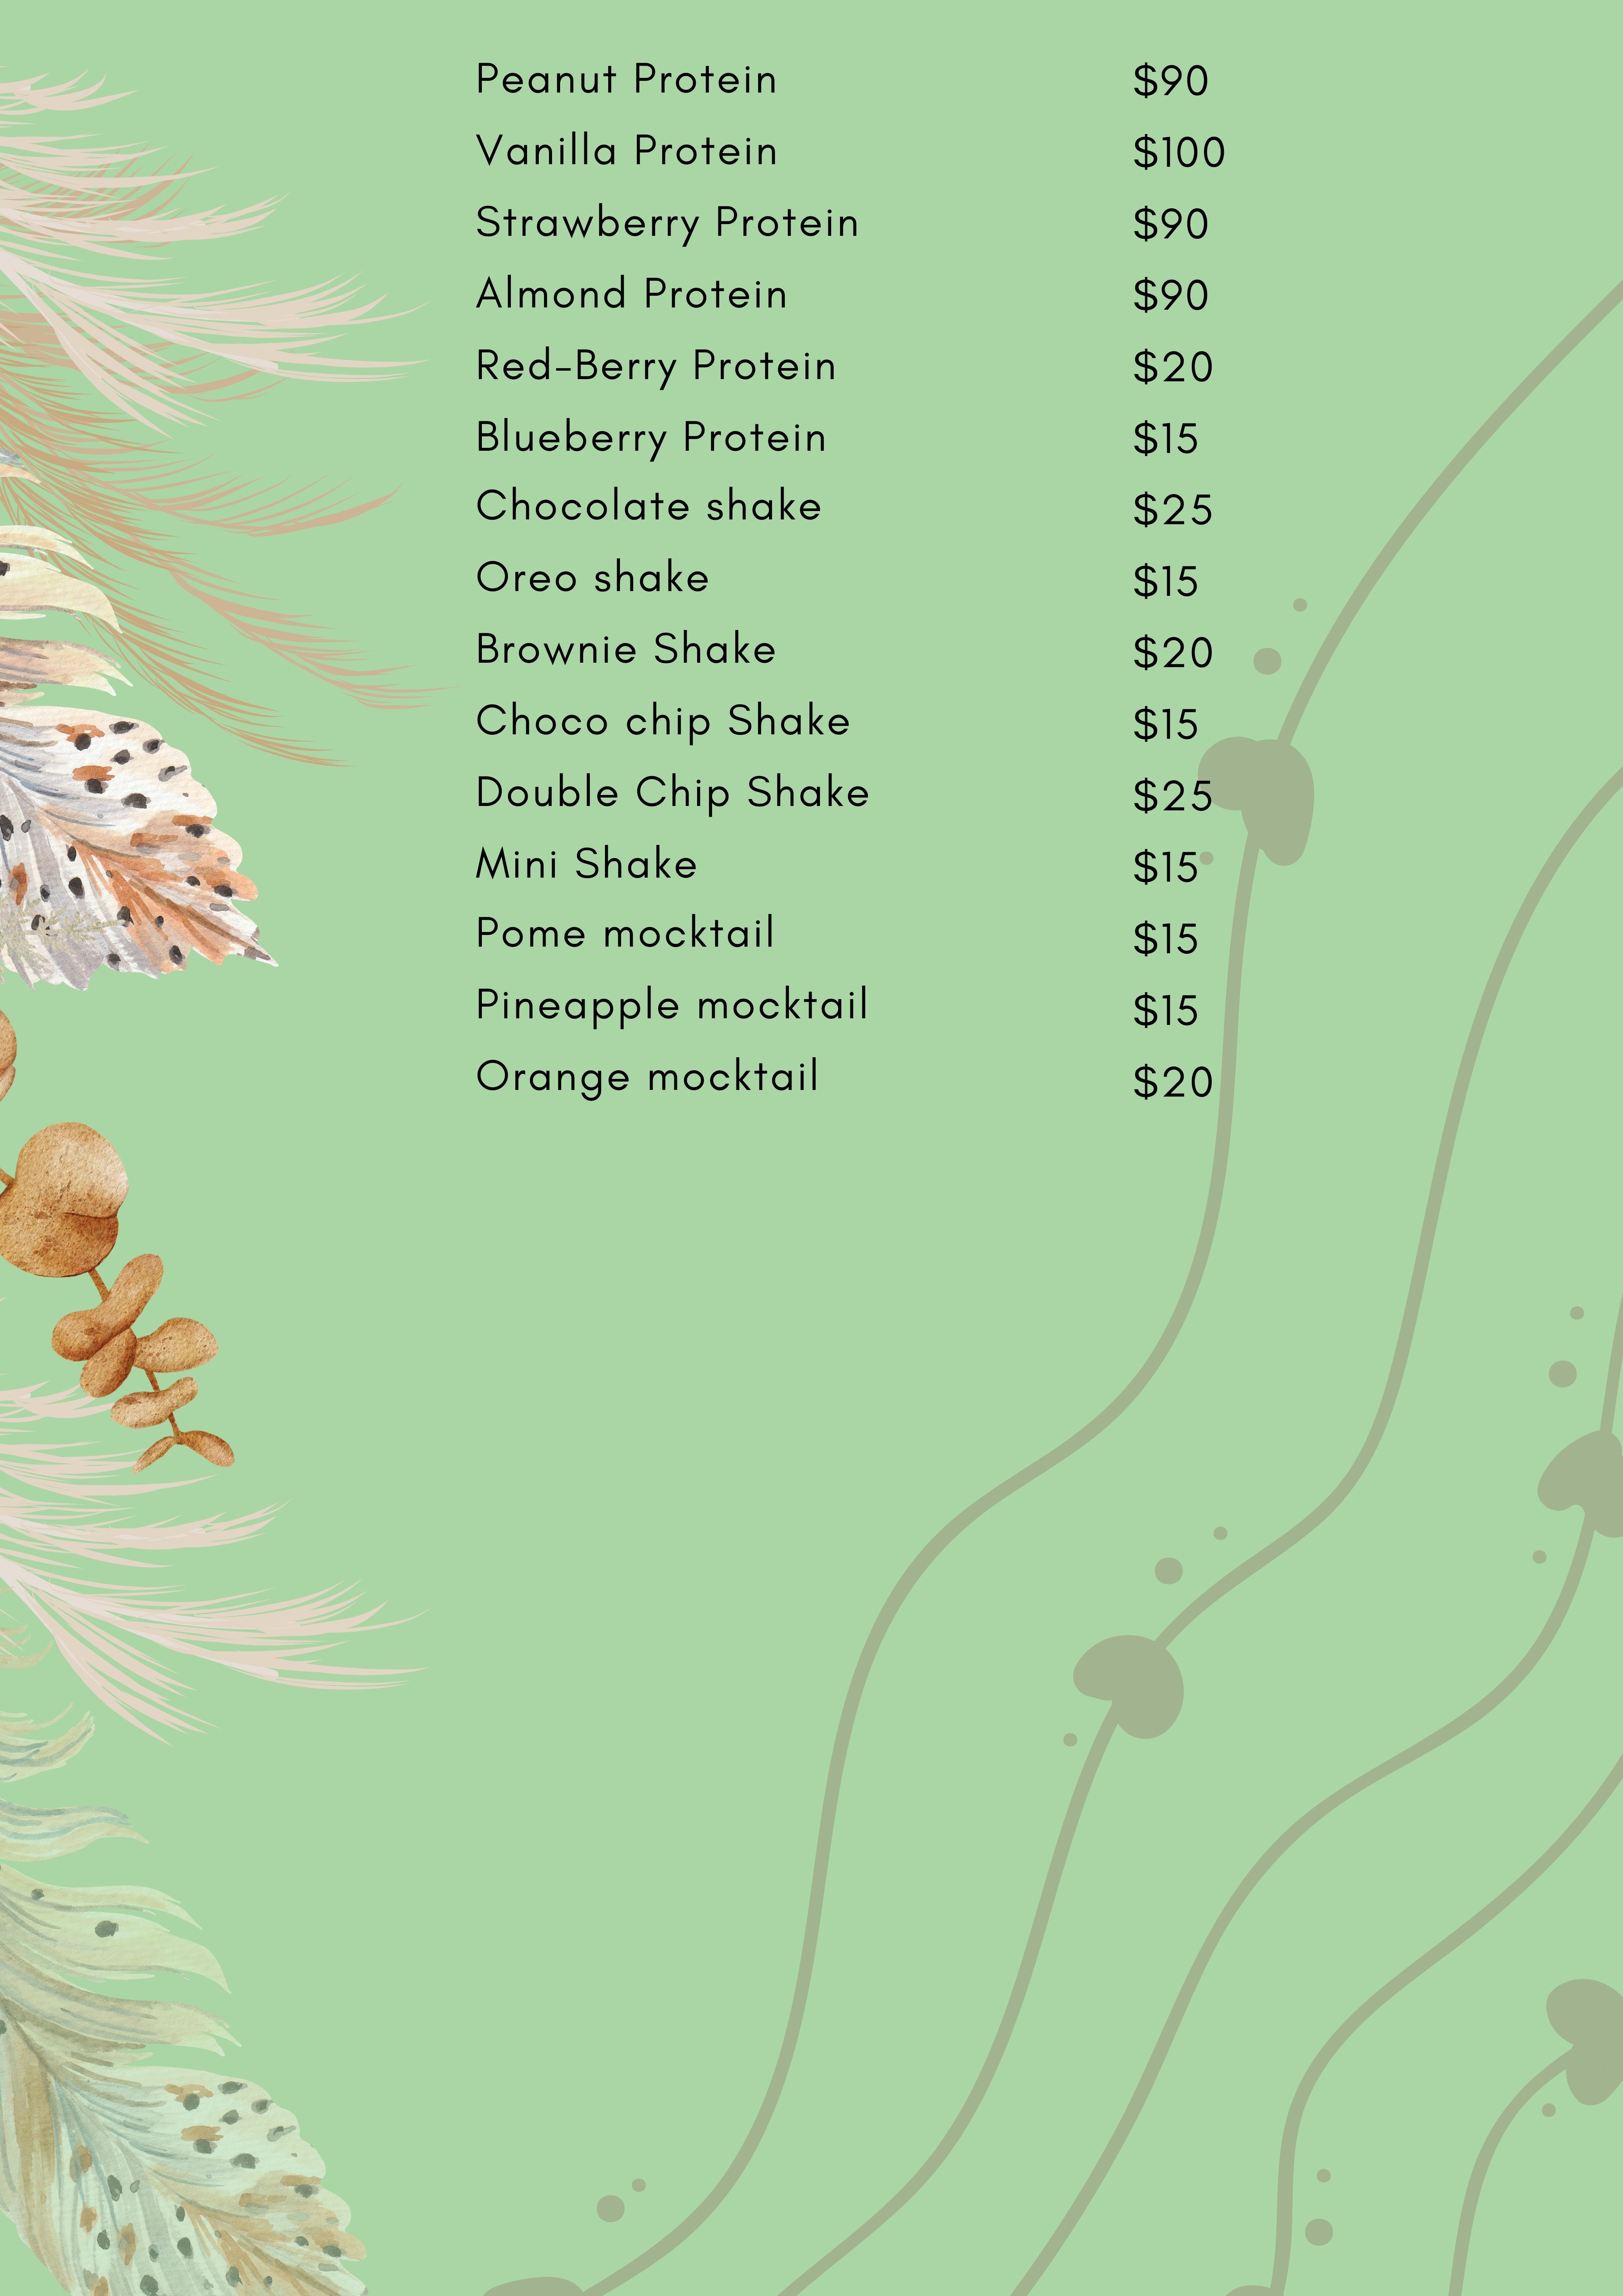 Peanut Protein $90
Vanilla Protein $100
Strawberry Protein $90
Almond Protein $90
Red-Berry Protein $20
Blueberry Protein $15
Chocolate shake $25
Oreo shake $15
Brownie Shake $20
Choco chip Shake $15
Double Chip Shake $25
Mini Shake $15
Pome mocktail $15
Pineapple mocktail $15
Orange mocktail $20